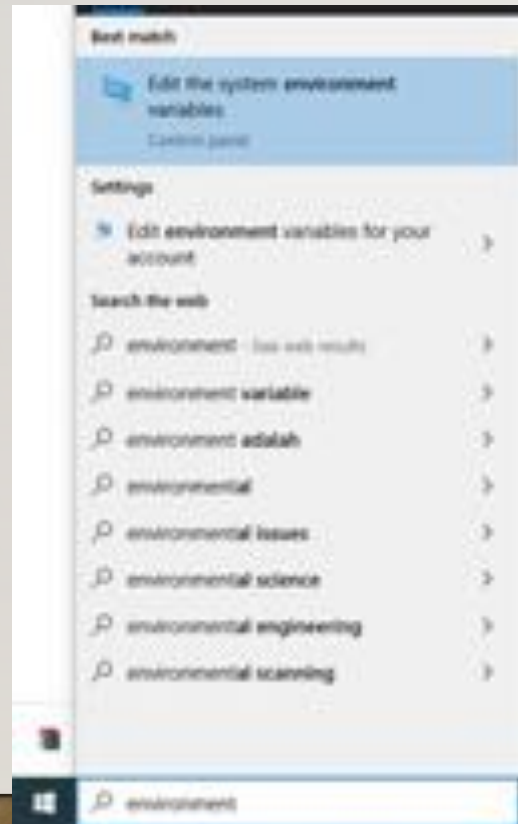 Best match
Edit the system environment
variables
Control panel
Settings
Edit environment variables for your
account
Search the web
environment - See web results
environment variable
environment adalah
environmental
environmental issues
environmental science
environmental engineering
environmental scanning
environment